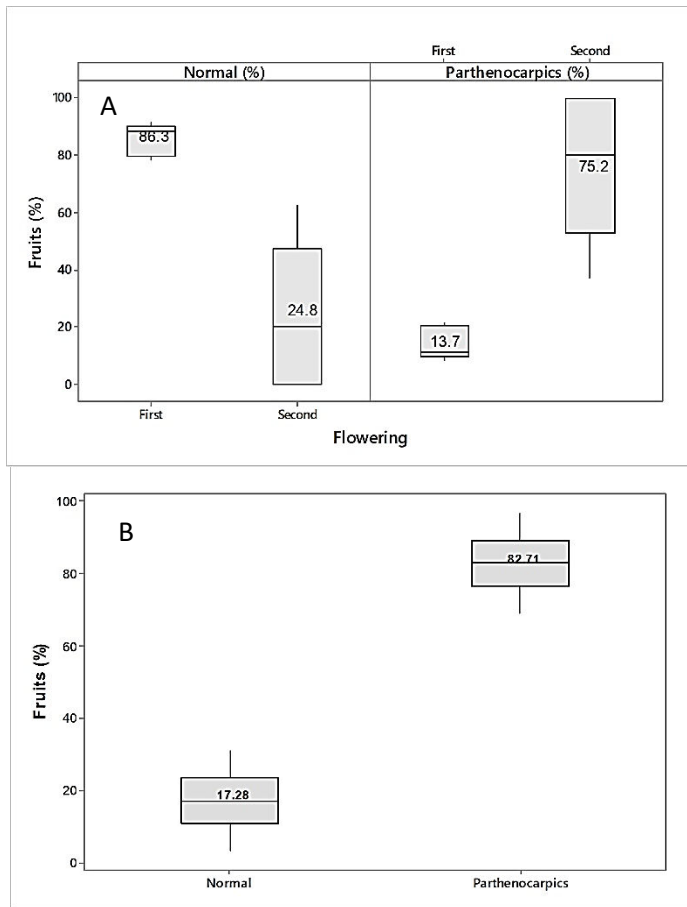 First Second
Normal (%) Parthenocarpics (%)
A
100
80
60
40
20
0
86.3
24.8
13.7
75.2
Fruits (%)
First Second
Flowering
B
100
80
60
40
20
0
82.71
17.28
Fruits (%)
Normal Parthenocarpics